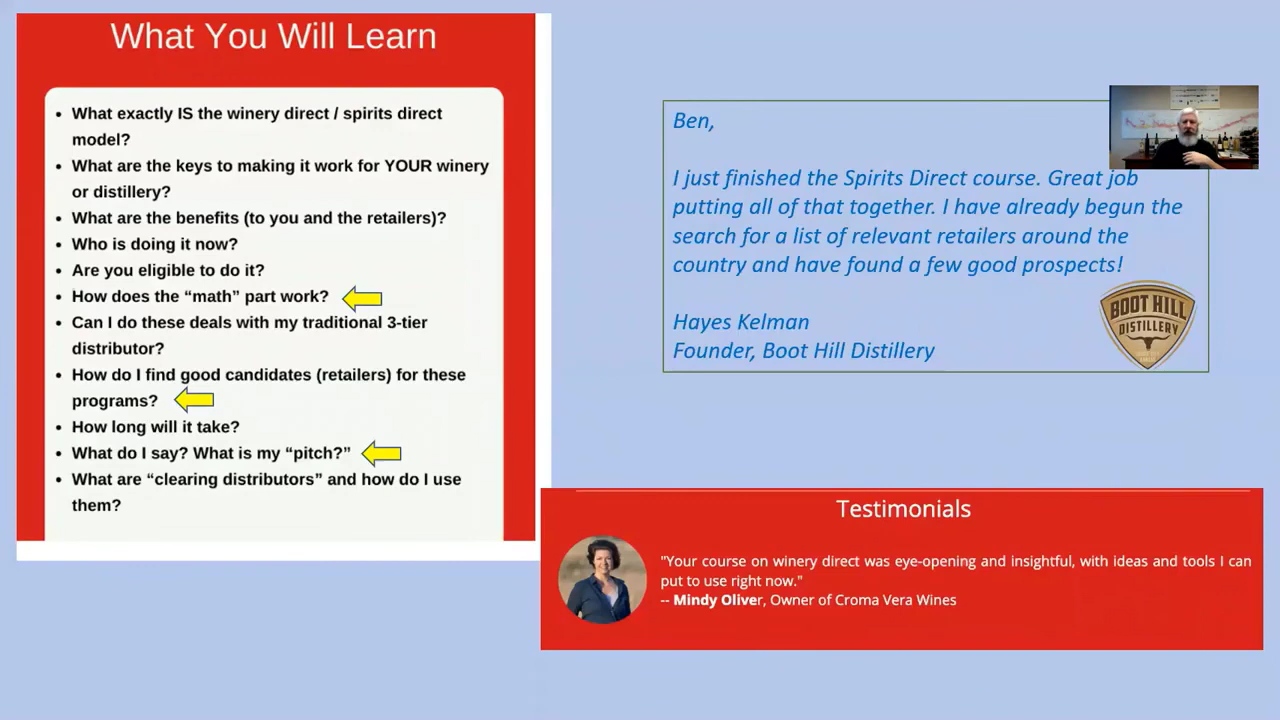 What You Will Learn
• What exactly IS the winery direct / spirits direct
model?
• What are the keys to making it work for YOUR winery
or distillery?
• What are the benefits (to you and the retailers)?
• Who is doing it now?
• Are you eligible to do it?
• How does the “math” part work?
• Can I do these deals with my traditional 3-tier
distributor?
• How do I find good candidates (retailers) for these
programs?
• How long will it take?
• What do I say? What is my “pitch?”
• What are “clearing distributors” and how do I use
them?
Ben,
I just finished the Spirits Direct course. Great job
putting all of that together. I have already begun the
search for a list of relevant retailers around the
country and have found a few good prospects!
Hayes Kelman
Founder, Boot Hill Distillery
BOOT HILL
DISTILLERY
Testimonials
"Your course on winery direct was eye-opening and insightful, with ideas and tools I can
put to use right now."
-- Mindy Oliver, Owner of Croma Vera Wines